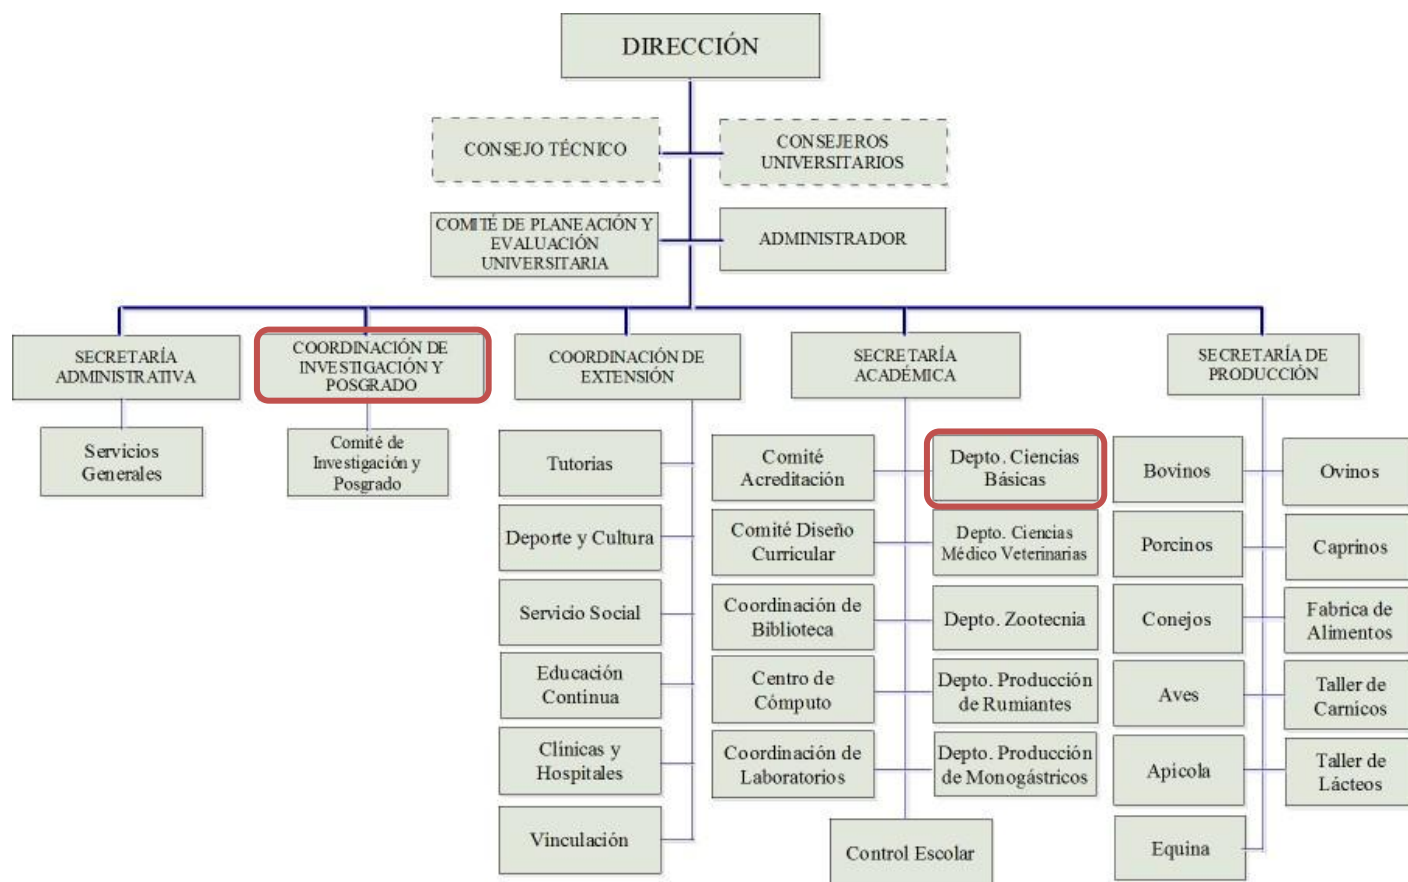 DIRECCIÓN
CONSEJO TÉCNICO
CONSEJEROS
UNIVERSITARIOS
COMITÉ DE PLANEACIÓN Y
EVALUACIÓN
UNIVERSITARIA
ADMINISTRADOR
SECRETARÍA
ADMINISTRATIVA
COORDINACIÓN DE
INVESTIGACIÓN Y
POSGRADO
COORDINACIÓN DE
EXTENSIÓN
SECRETARÍA
ACADÉMICA
SECRETARÍA DE
PRODUCCIÓN
Servicios
Generales
Comité de
Investigación y
Posgrado
Tutorias
Deporte y Cultura
Servicio Social
Educación
Continua
Clínicas y
Hospitales
Vinculación
Comité
Acreditación
Comité Diseño
Curricular
Coordinación de
Biblioteca
Centro de
Cómputo
Coordinación de
Laboratorios
Depto. Ciencias
Básicas
Depto. Ciencias
Médico Veterinarias
Depto. Zootecnia
Depto. Producción
de Rumiantes
Depto. Producción
de Monogástricos
Control Escolar
Bovinos
Porcinos
Conejos
Aves
Apicola
Equina
Ovinos
Caprinos
Fabrica de
Alimentos
Taller de
Carnicos
Taller de
Lácteos